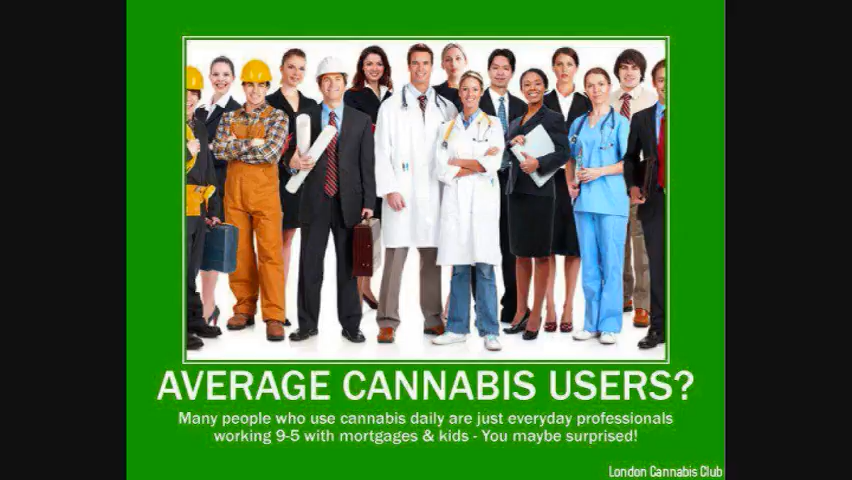 AVERAGE CANNABIS USERS?
Many people who use cannabis daily are just everyday professionals
working 9-5 with mortgages & kids - You maybe surprised!
London Cannabis Club